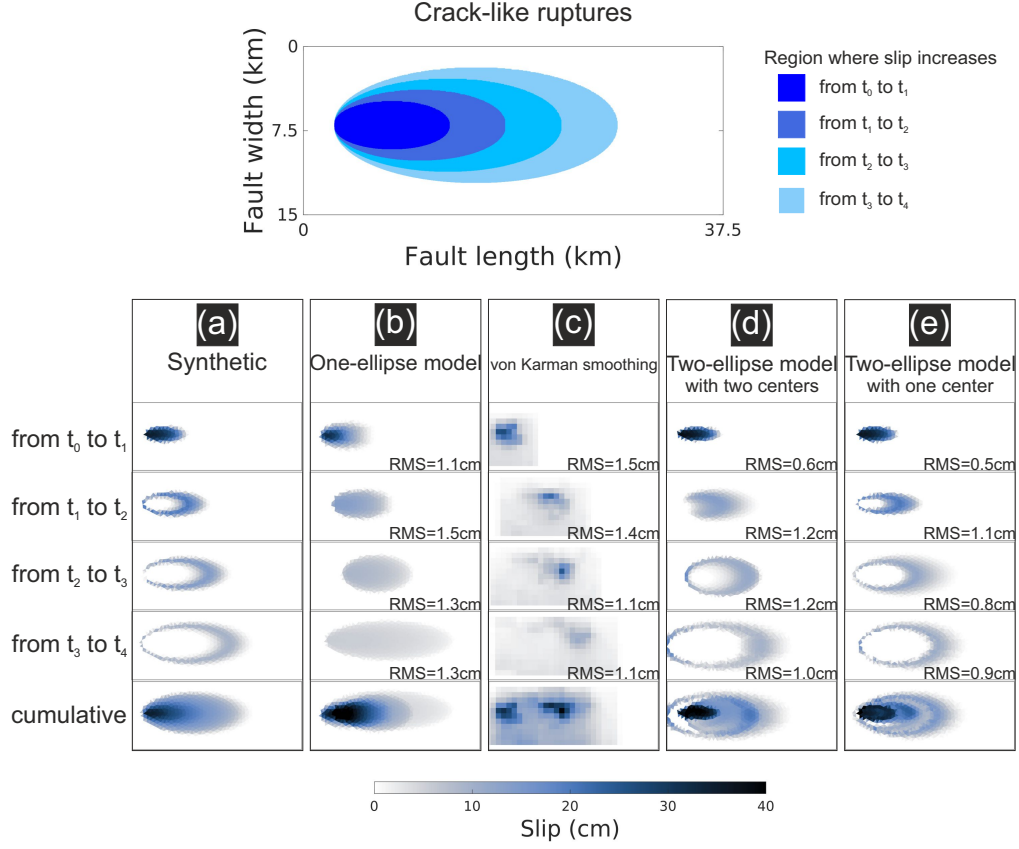 Crack-like ruptures
Fault width (km)
0
7.5
15
0
37.5
Fault length (km)
Region where slip increases
from t₀ to t₁
from t₁ to t₂
from t₂ to t₃
from t₃ to t₄
(a)
Synthetic
(b)
One-ellipse model
(c)
von Karman smoothing
(d)
Two-ellipse model
with two centers
(e)
Two-ellipse model
with one center
from t₀ to t₁
RMS=1.1cm
RMS=1.5cm
RMS=0.6cm
RMS=0.5cm
from t₁ to t₂
RMS=1.5cm
RMS=1.4cm
RMS=1.2cm
RMS=1.1cm
from t₂ to t₃
RMS=1.3cm
RMS=1.1cm
RMS=1.2cm
RMS=0.8cm
from t₃ to t₄
RMS=1.3cm
RMS=1.1cm
RMS=1.0cm
RMS=0.9cm
cumulative
0
10
20
30
40
Slip (cm)